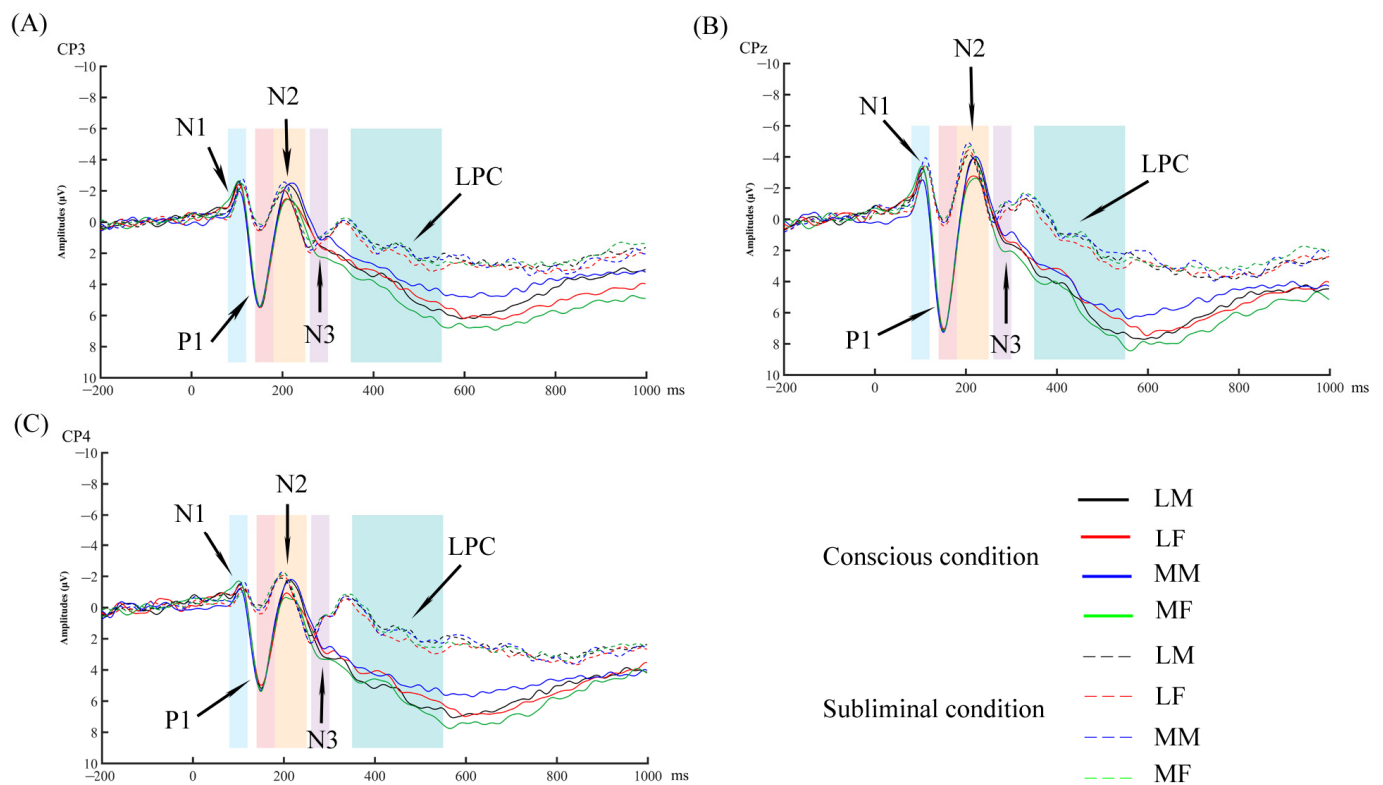 (A)
CP3
Amplitudes (μV)
−10
−8
−6
−4
−2
0
2
4
6
8
10
−200
0
200
400
600
800
1000
ms
N1
N2
LPC
P1
N3
(B)
CPz
Amplitudes (μV)
−10
−8
−6
−4
−2
0
2
4
6
8
10
−200
0
200
400
600
800
1000
ms
N1
N2
LPC
P1
N3
(C)
CP4
Amplitudes (μV)
−10
−8
−6
−4
−2
0
2
4
6
8
10
−200
0
200
400
600
800
1000
ms
N1
N2
LPC
P1
N3
Conscious condition
LM
LF
MM
MF
Subliminal condition
LM
LF
MM
MF